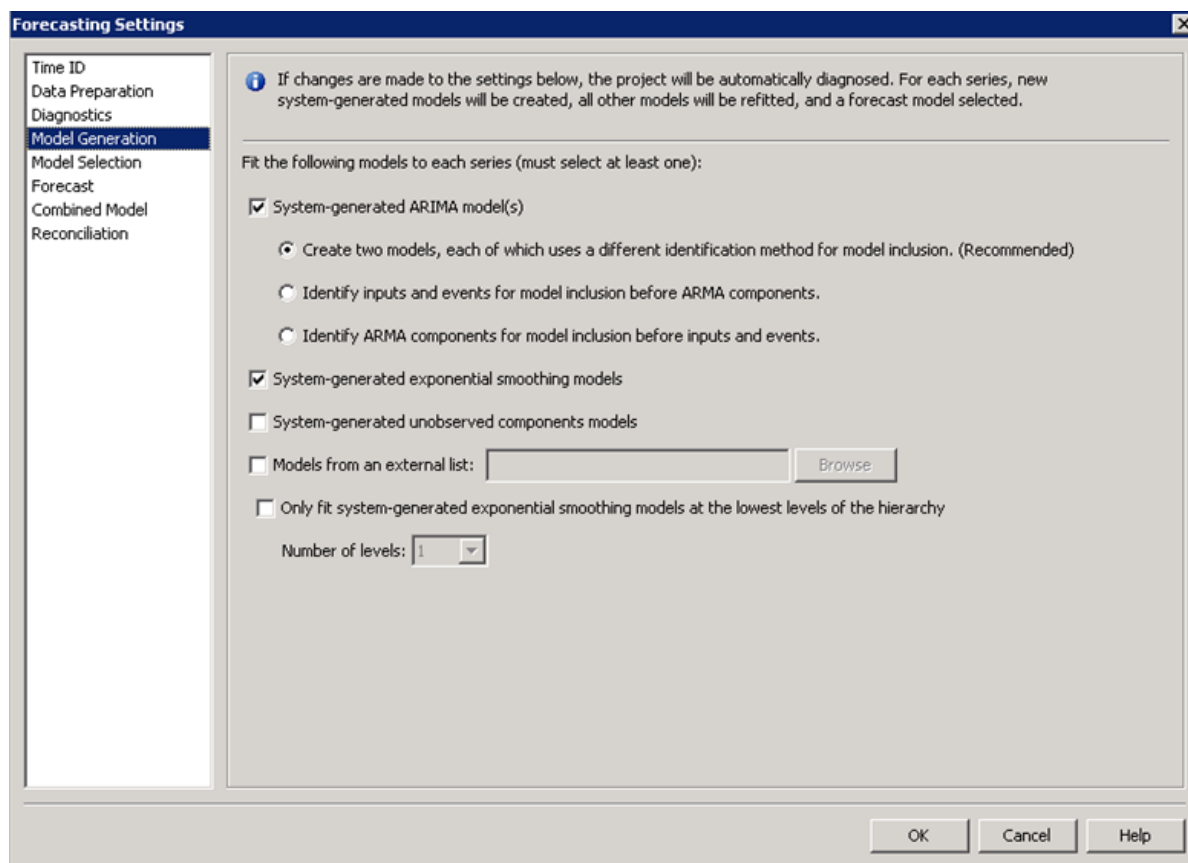 Forecasting Settings
Time ID
Data Preparation
Diagnostics
Model Generation
Model Selection
Forecast
Combined Model
Reconciliation
If changes are made to the settings below, the project will be automatically diagnosed. For each series, new
system-generated models will be created, all other models will be refitted, and a forecast model selected.
Fit the following models to each series (must select at least one):
System-generated ARIMA model(s)
Create two models, each of which uses a different identification method for model inclusion. (Recommended)
Identify inputs and events for model inclusion before ARMA components.
Identify ARMA components for model inclusion before inputs and events.
System-generated exponential smoothing models
System-generated unobserved components models
Models from an external list:
Browse
Only fit system-generated exponential smoothing models at the lowest levels of the hierarchy
Number of levels: 1
OK
Cancel
Help